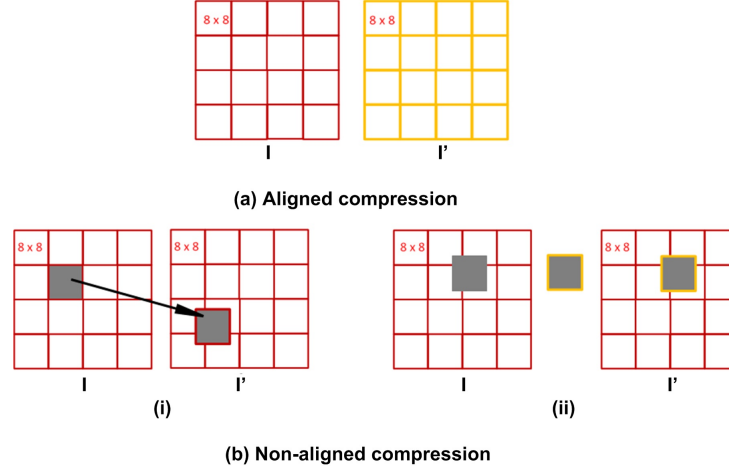 8 x 8
8 x 8
I
I’
(a) Aligned compression
8 x 8
8 x 8
8 x 8
8 x 8
I
I’
I
I’
(i)
(ii)
(b) Non-aligned compression